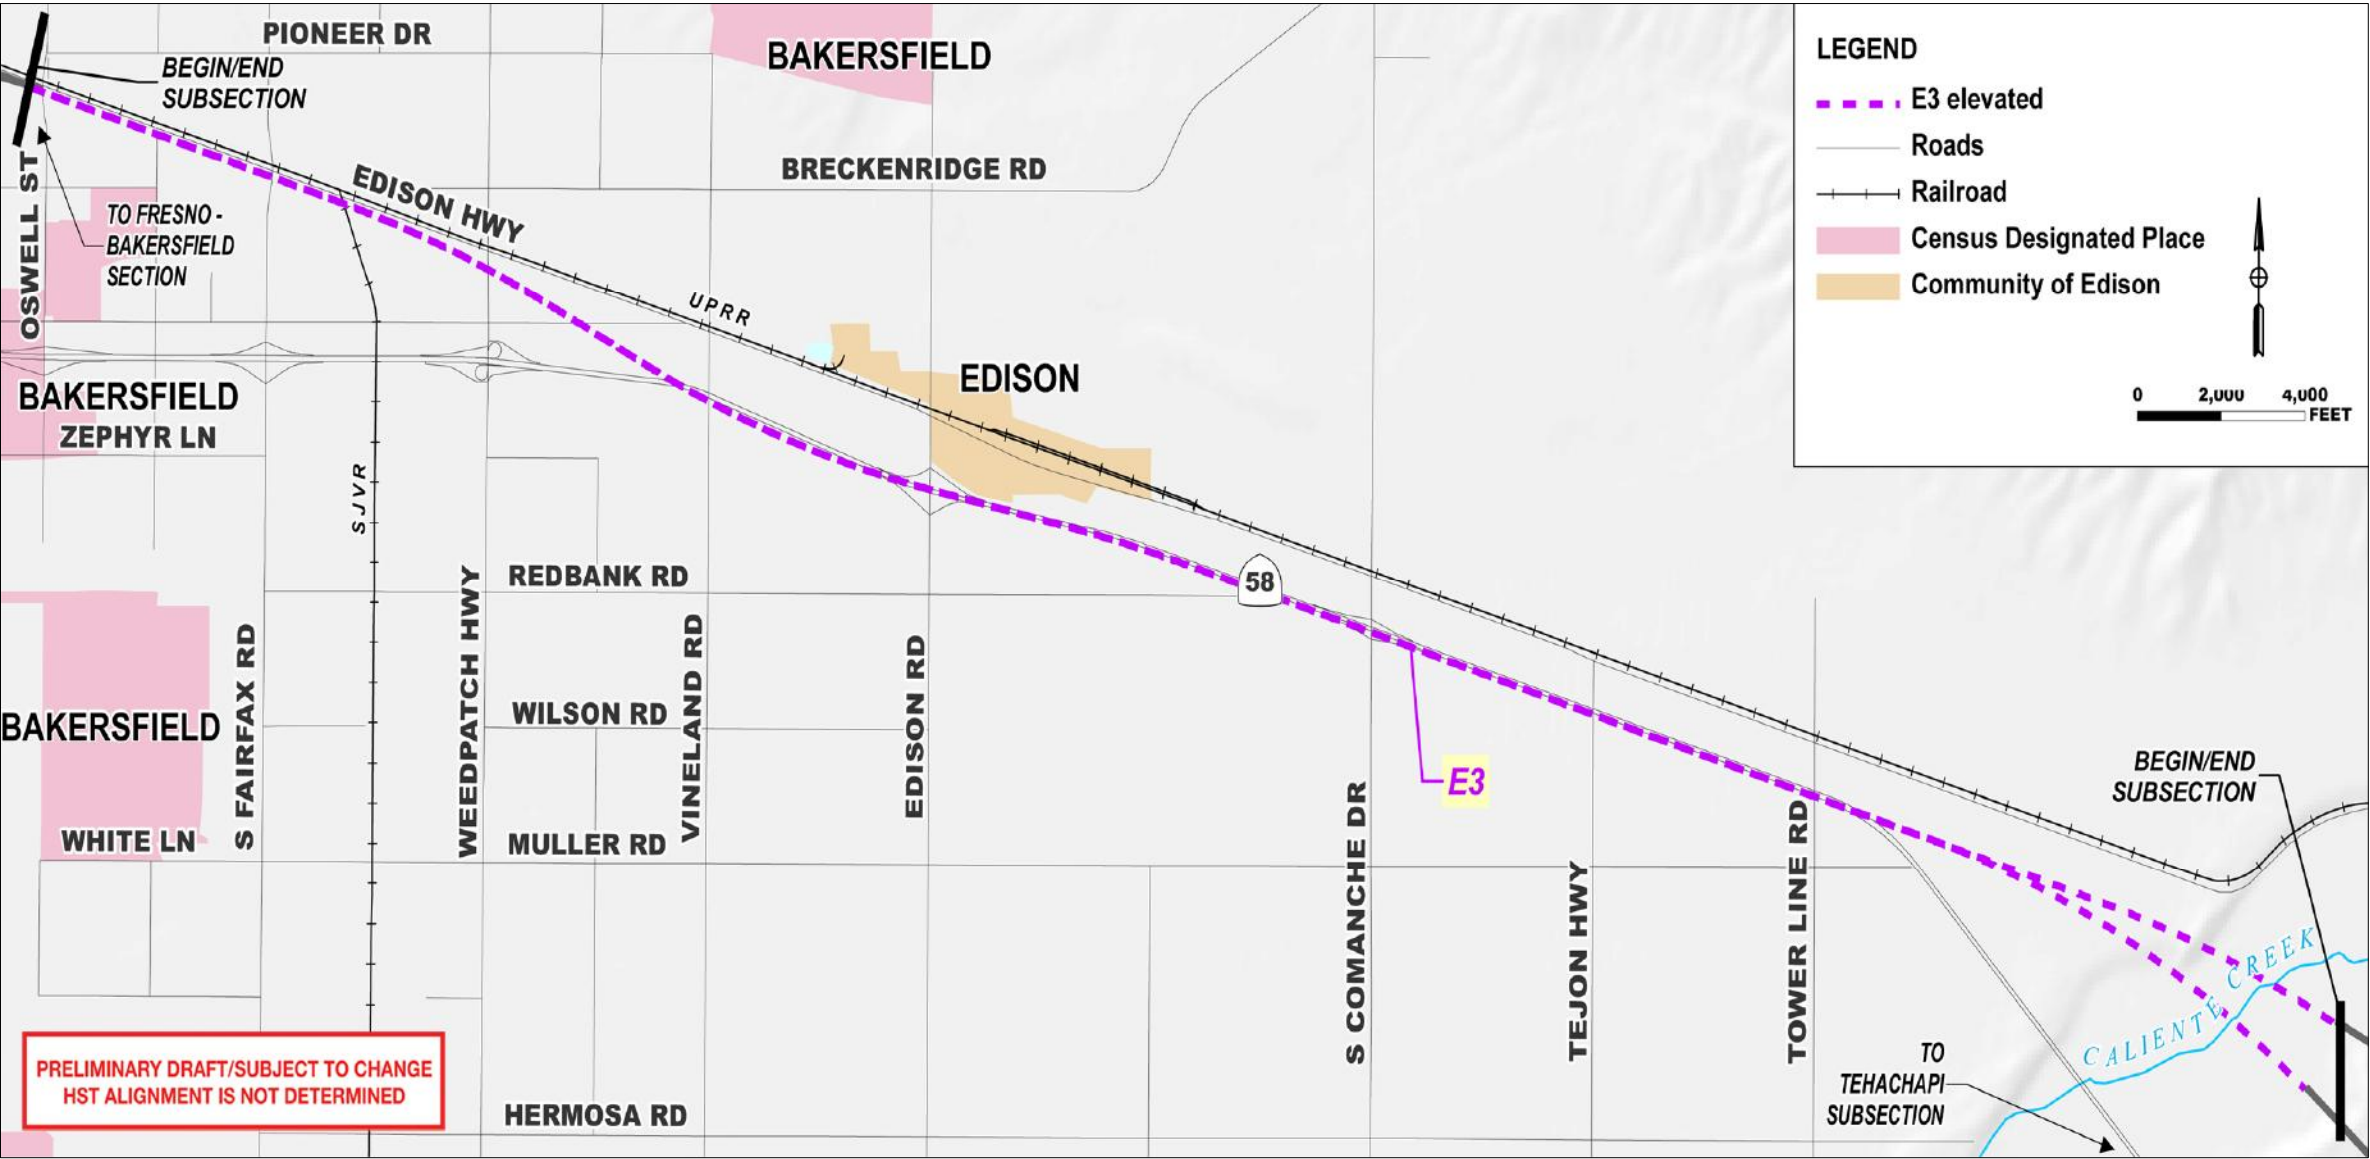 PIONEER DR
BAKERSFIELD
BEGIN/END
SUBSECTION
EDISON HWY
BRECKENRIDGE RD
OSWELL ST
TO FRESNO -
BAKERSFIELD
SECTION
UPRR
EDISON
BAKERSFIELD
ZEPHYR LN
SJVR
REDBANK RD
58
WEEDPATCH HWY
S FAIRFAX RD
VINELAND RD
EDISON RD
BAKERSFIELD
WILSON RD
E3
WHITE LN
MULLER RD
S COMANCHE DR
TEJON HWY
TOWER LINE RD
BEGIN/END
SUBSECTION
CALIENTE CREEK
TO
TEHACHAPI
SUBSECTION
HERMOSA RD
PRELIMINARY DRAFT/SUBJECT TO CHANGE
HST ALIGNMENT IS NOT DETERMINED
LEGEND
E3 elevated
Roads
Railroad
Census Designated Place
Community of Edison
0 2,000 4,000
FEET